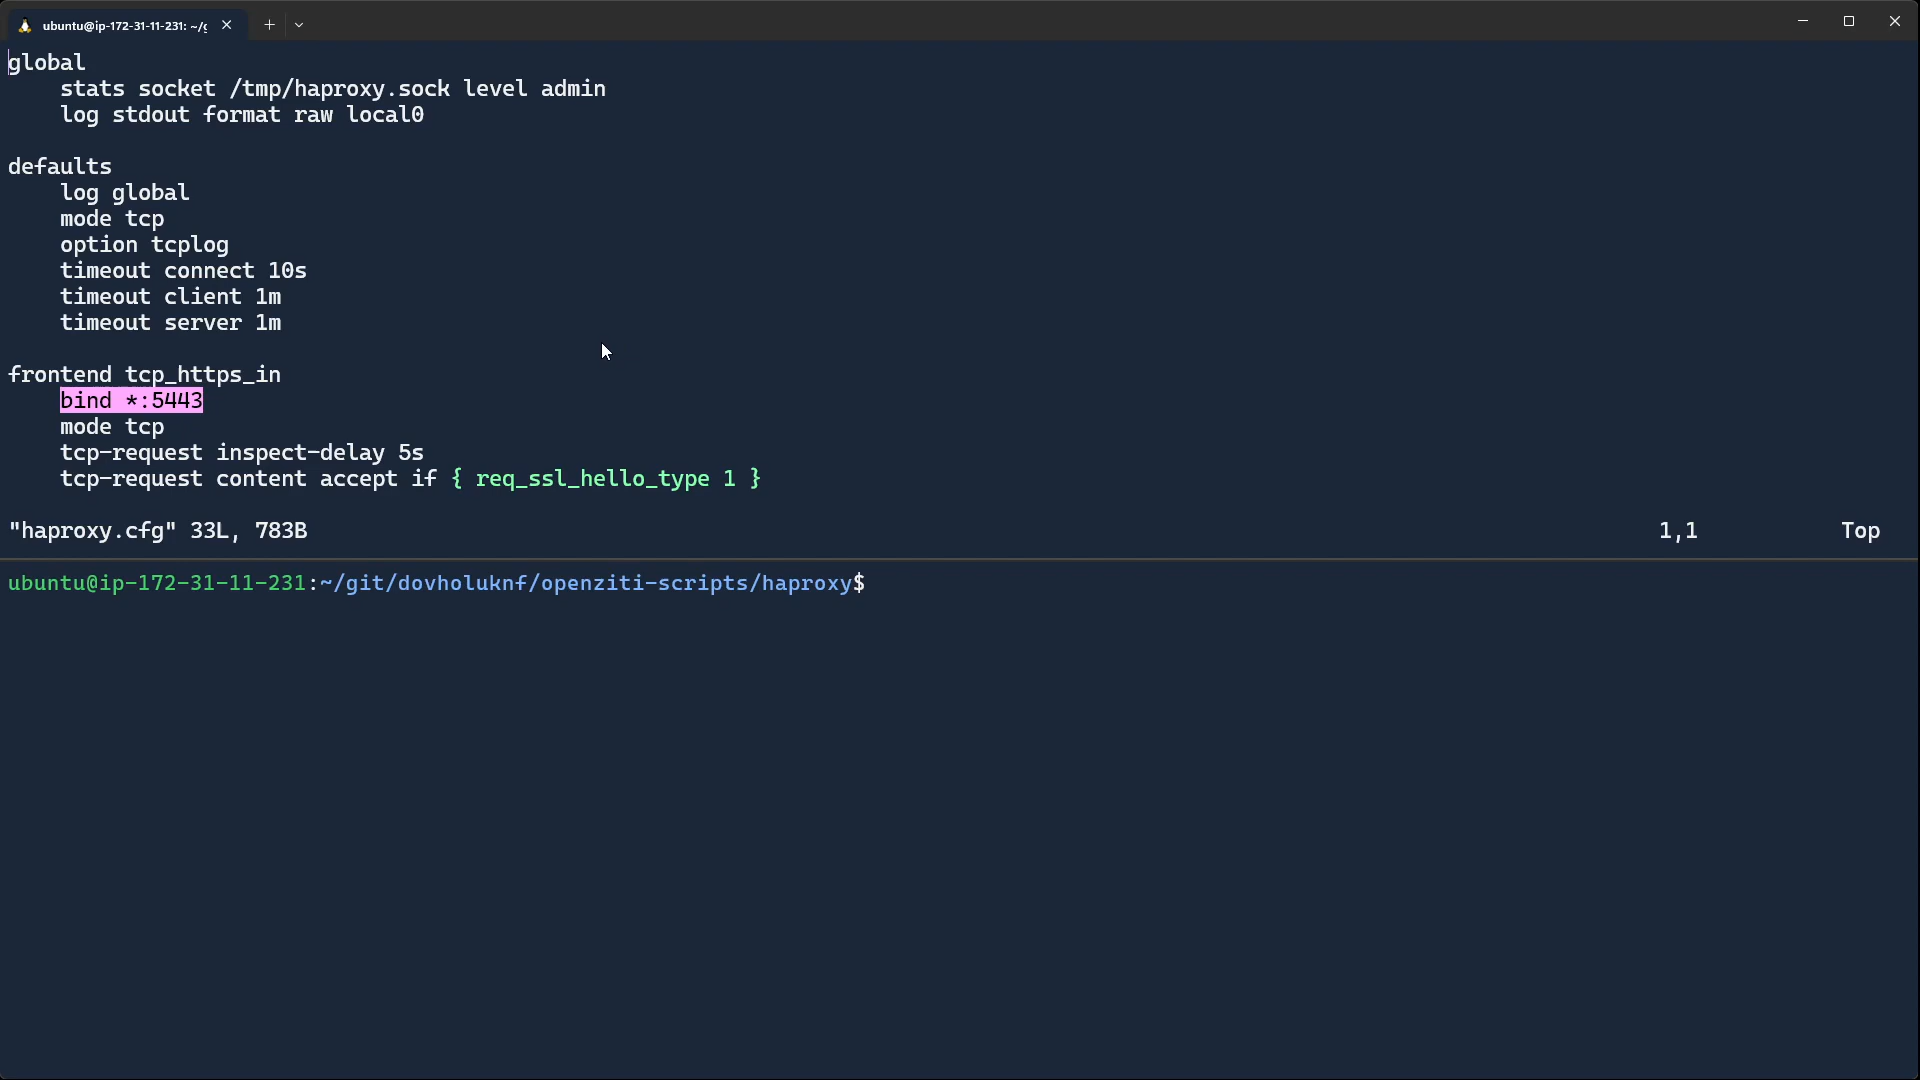 ubuntu@ip-172-31-11-231: ~/g
global
stats socket /tmp/haproxy.sock level admin
log stdout format raw local0
defaults
log global
mode tcp
option tcplog
timeout connect 10s
timeout client 1m
timeout server 1m
frontend tcp_https_in
bind *:5443
mode tcp
tcp-request inspect-delay 5s
tcp-request content accept if { req_ssl_hello_type 1 }
"haproxy.cfg" 33L, 783B 1,1 Top
ubuntu@ip-172-31-11-231:~/git/dovholuknf/openziti-scripts/haproxy$